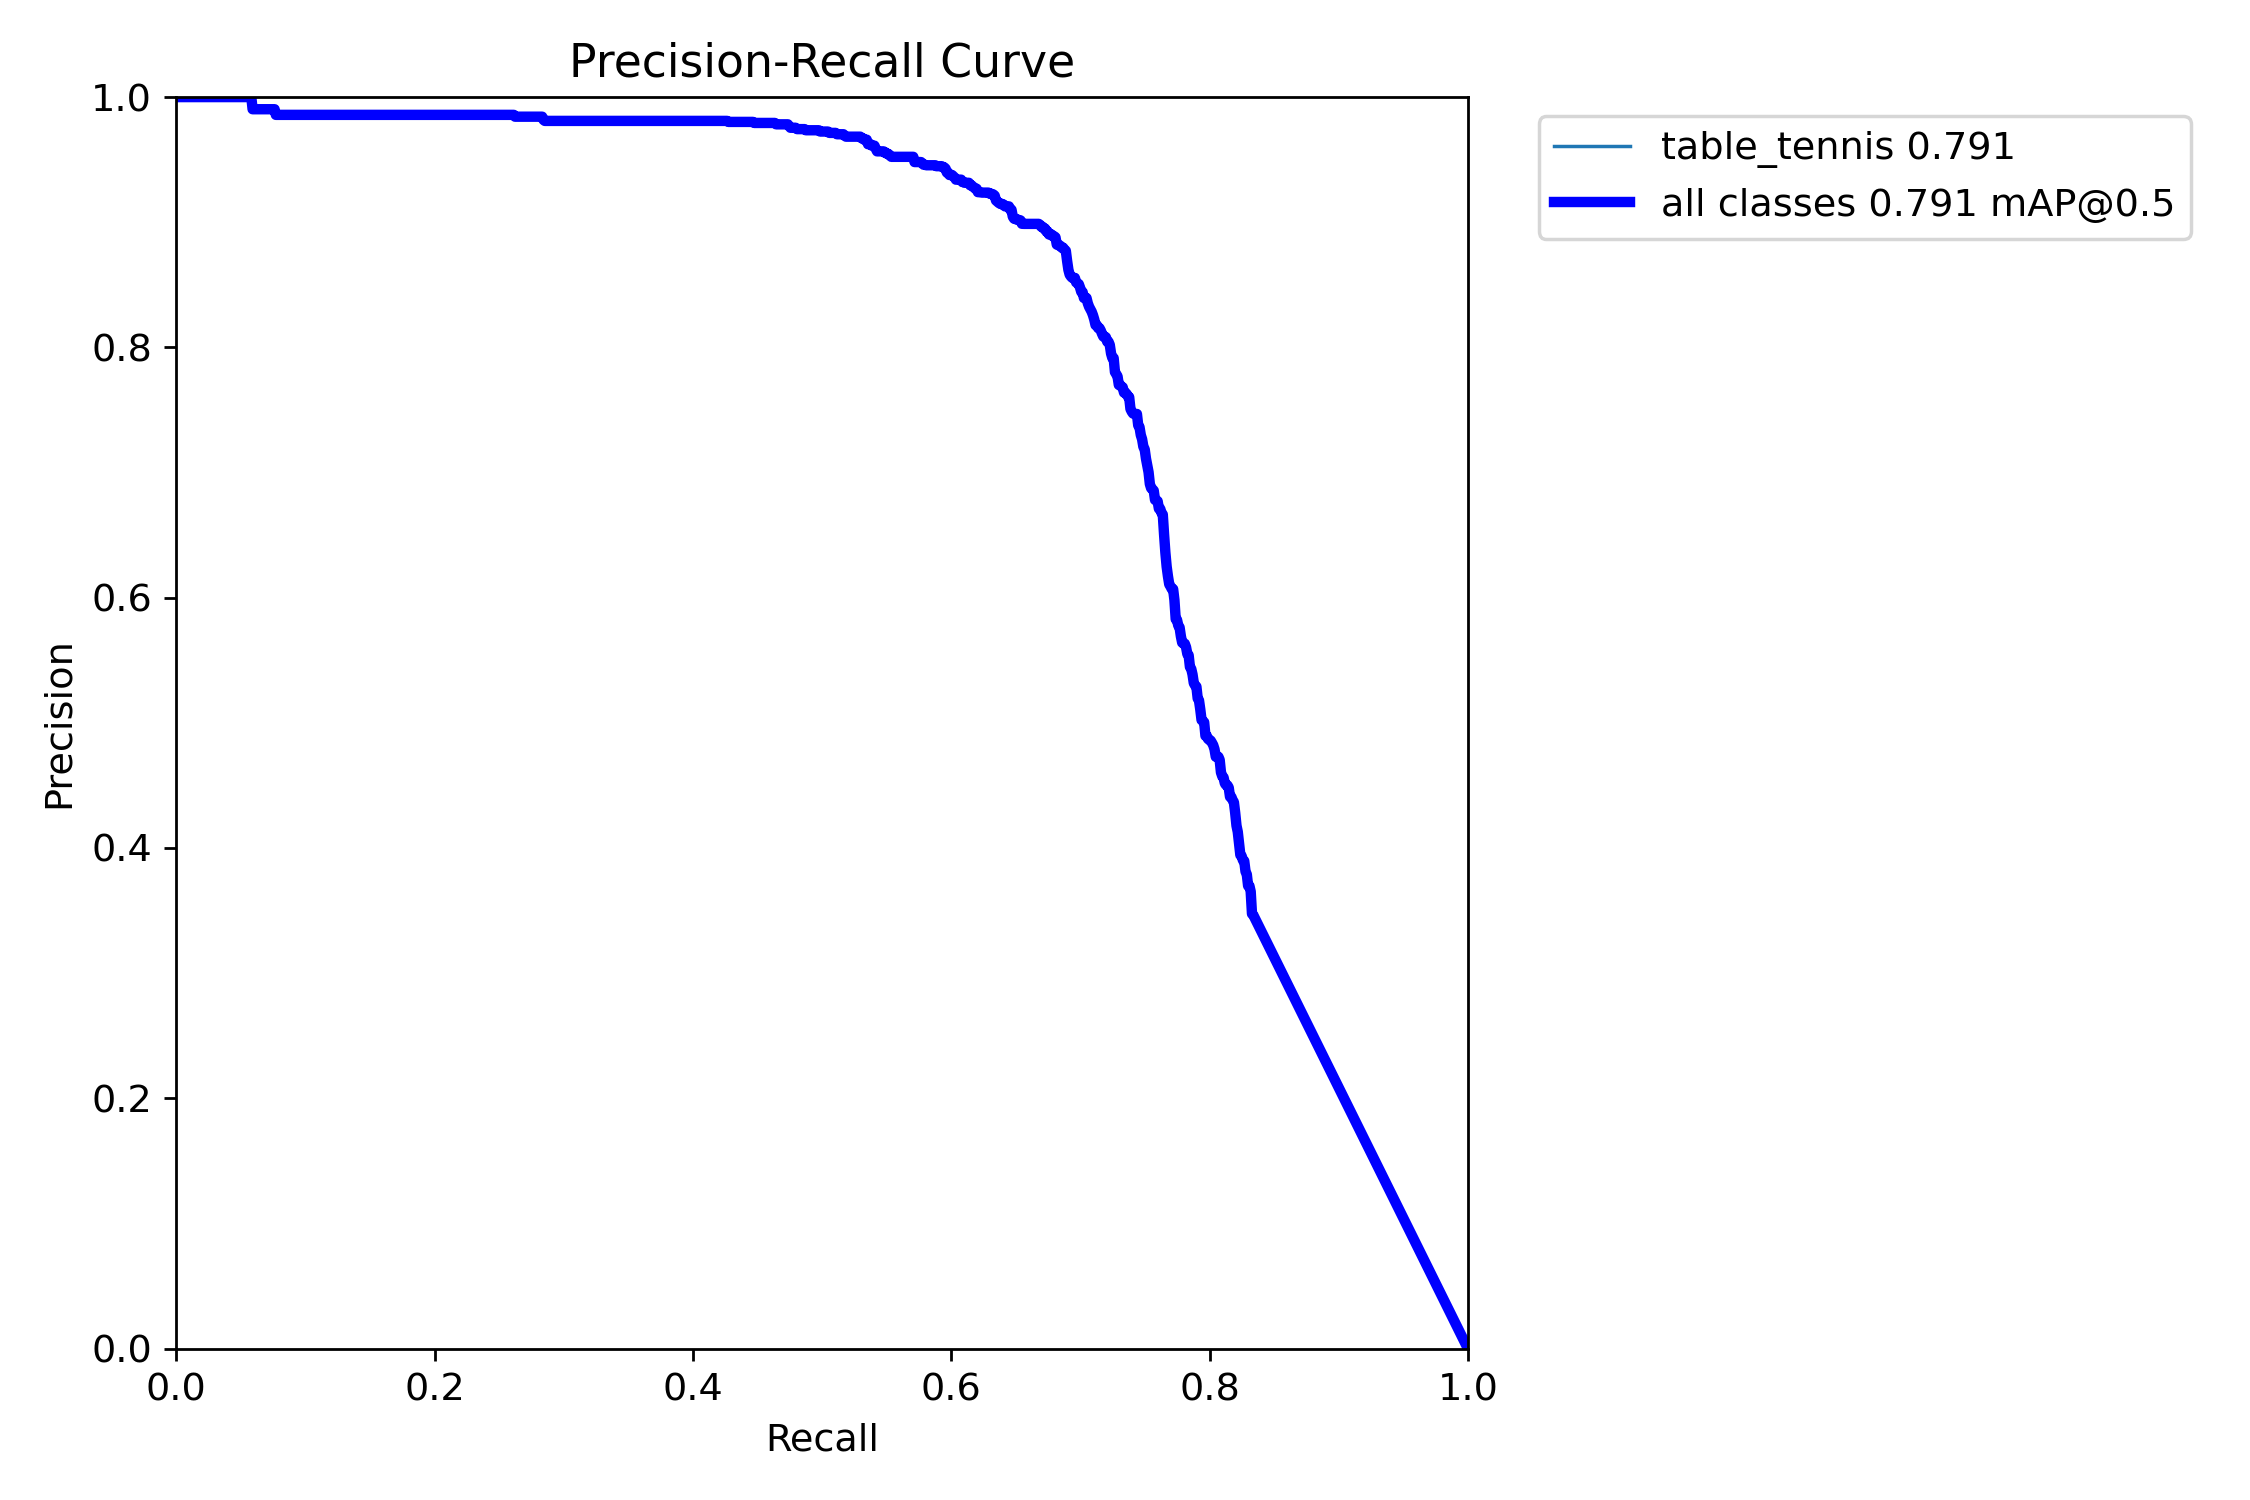 Precision-Recall Curve
1.0
0.8
0.6
0.4
0.2
0.0
Precision
0.0 0.2 0.4 0.6 0.8 1.0
Recall
table_tennis 0.791
all classes 0.791 mAP@0.5